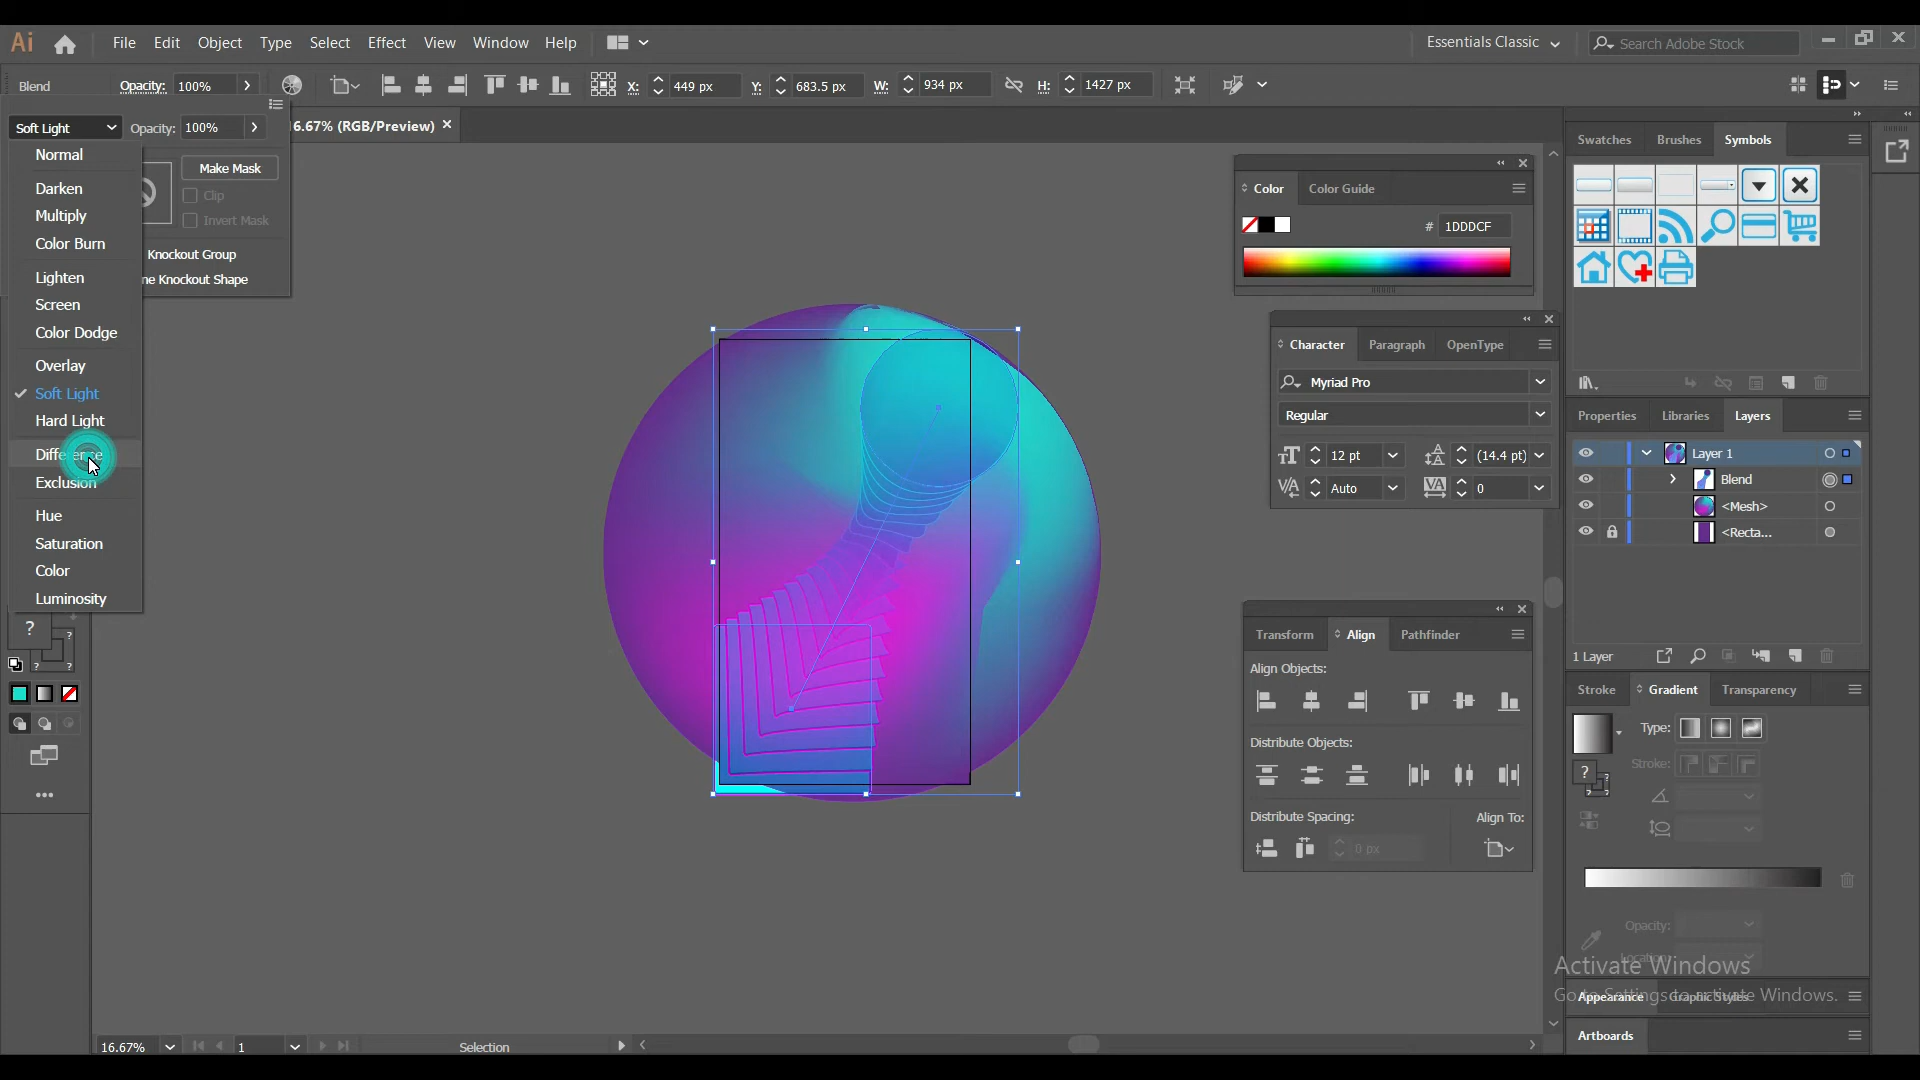 Ai File Edit Object Type Select Effect View Window Help Essentials Classic Search Adobe Stock
Blend Opacity: 100% X: 449 px Y: 683.5 px W: 934 px H: 1427 px
Soft Light Opacity: 100%
6.67% (RGB/Preview)
Normal
Darken
Multiply
Color Burn
Lighten
Screen
Color Dodge
Overlay
Soft Light
Hard Light
Difference
Exclusion
Hue
Saturation
Color
Luminosity
Make Mask
Clip
Invert Mask
Knockout Group
ne Knockout Shape
Color Color Guide
# 1DDDCF
Character Paragraph OpenType
Myriad Pro
Regular
12 pt (14.4 pt)
Auto 0
Transform Align Pathfinder
Align Objects:
Distribute Objects:
Distribute Spacing: Align To:
0 px
Swatches Brushes Symbols
Properties Libraries Layers
Layer 1
Blend
<Mesh>
<Recta...
1 Layer
Stroke Gradient Transparency
Type:
Stroke:
Opacity:
Location:
Activate Windows
Go to Settings to activate Windows.
Appearance Graphic Styles
Artboards
16.67% 1 Selection